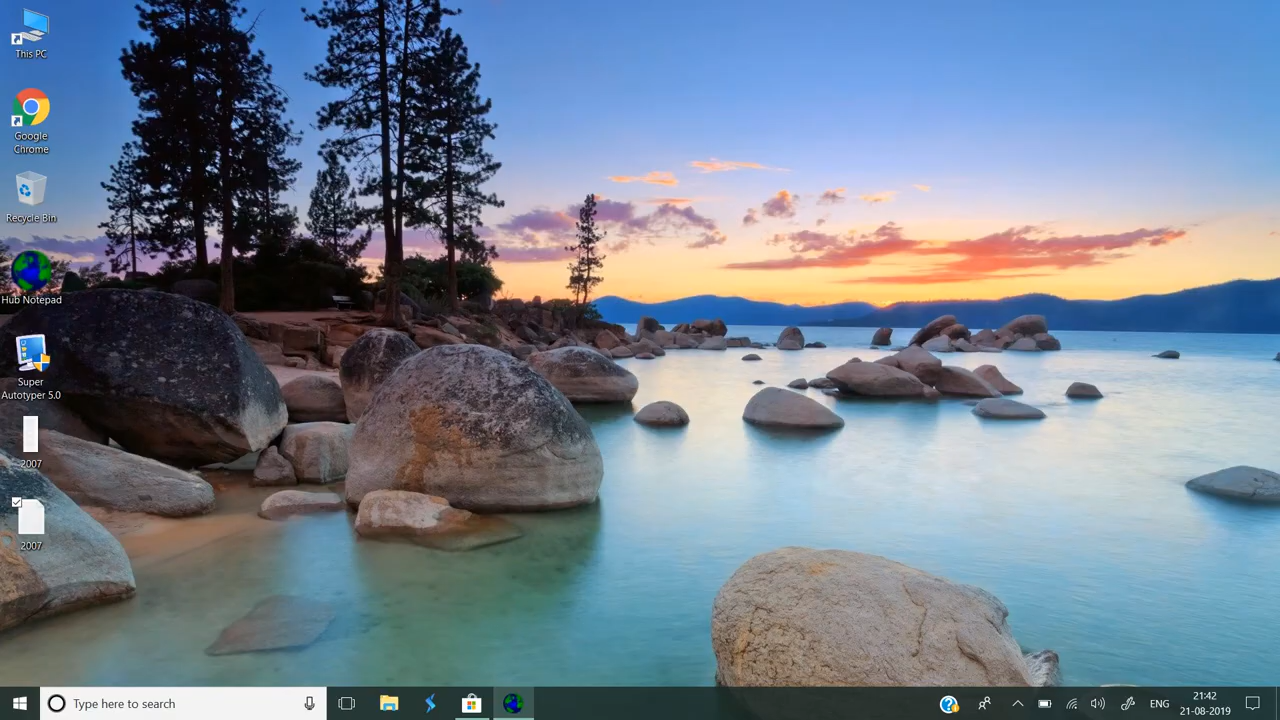 This PC
Google
Chrome
Recycle Bin
Hub Notepad
Super
Autotyper 5.0
2007
2007
Type here to search
ENG
21:42
21-08-2019